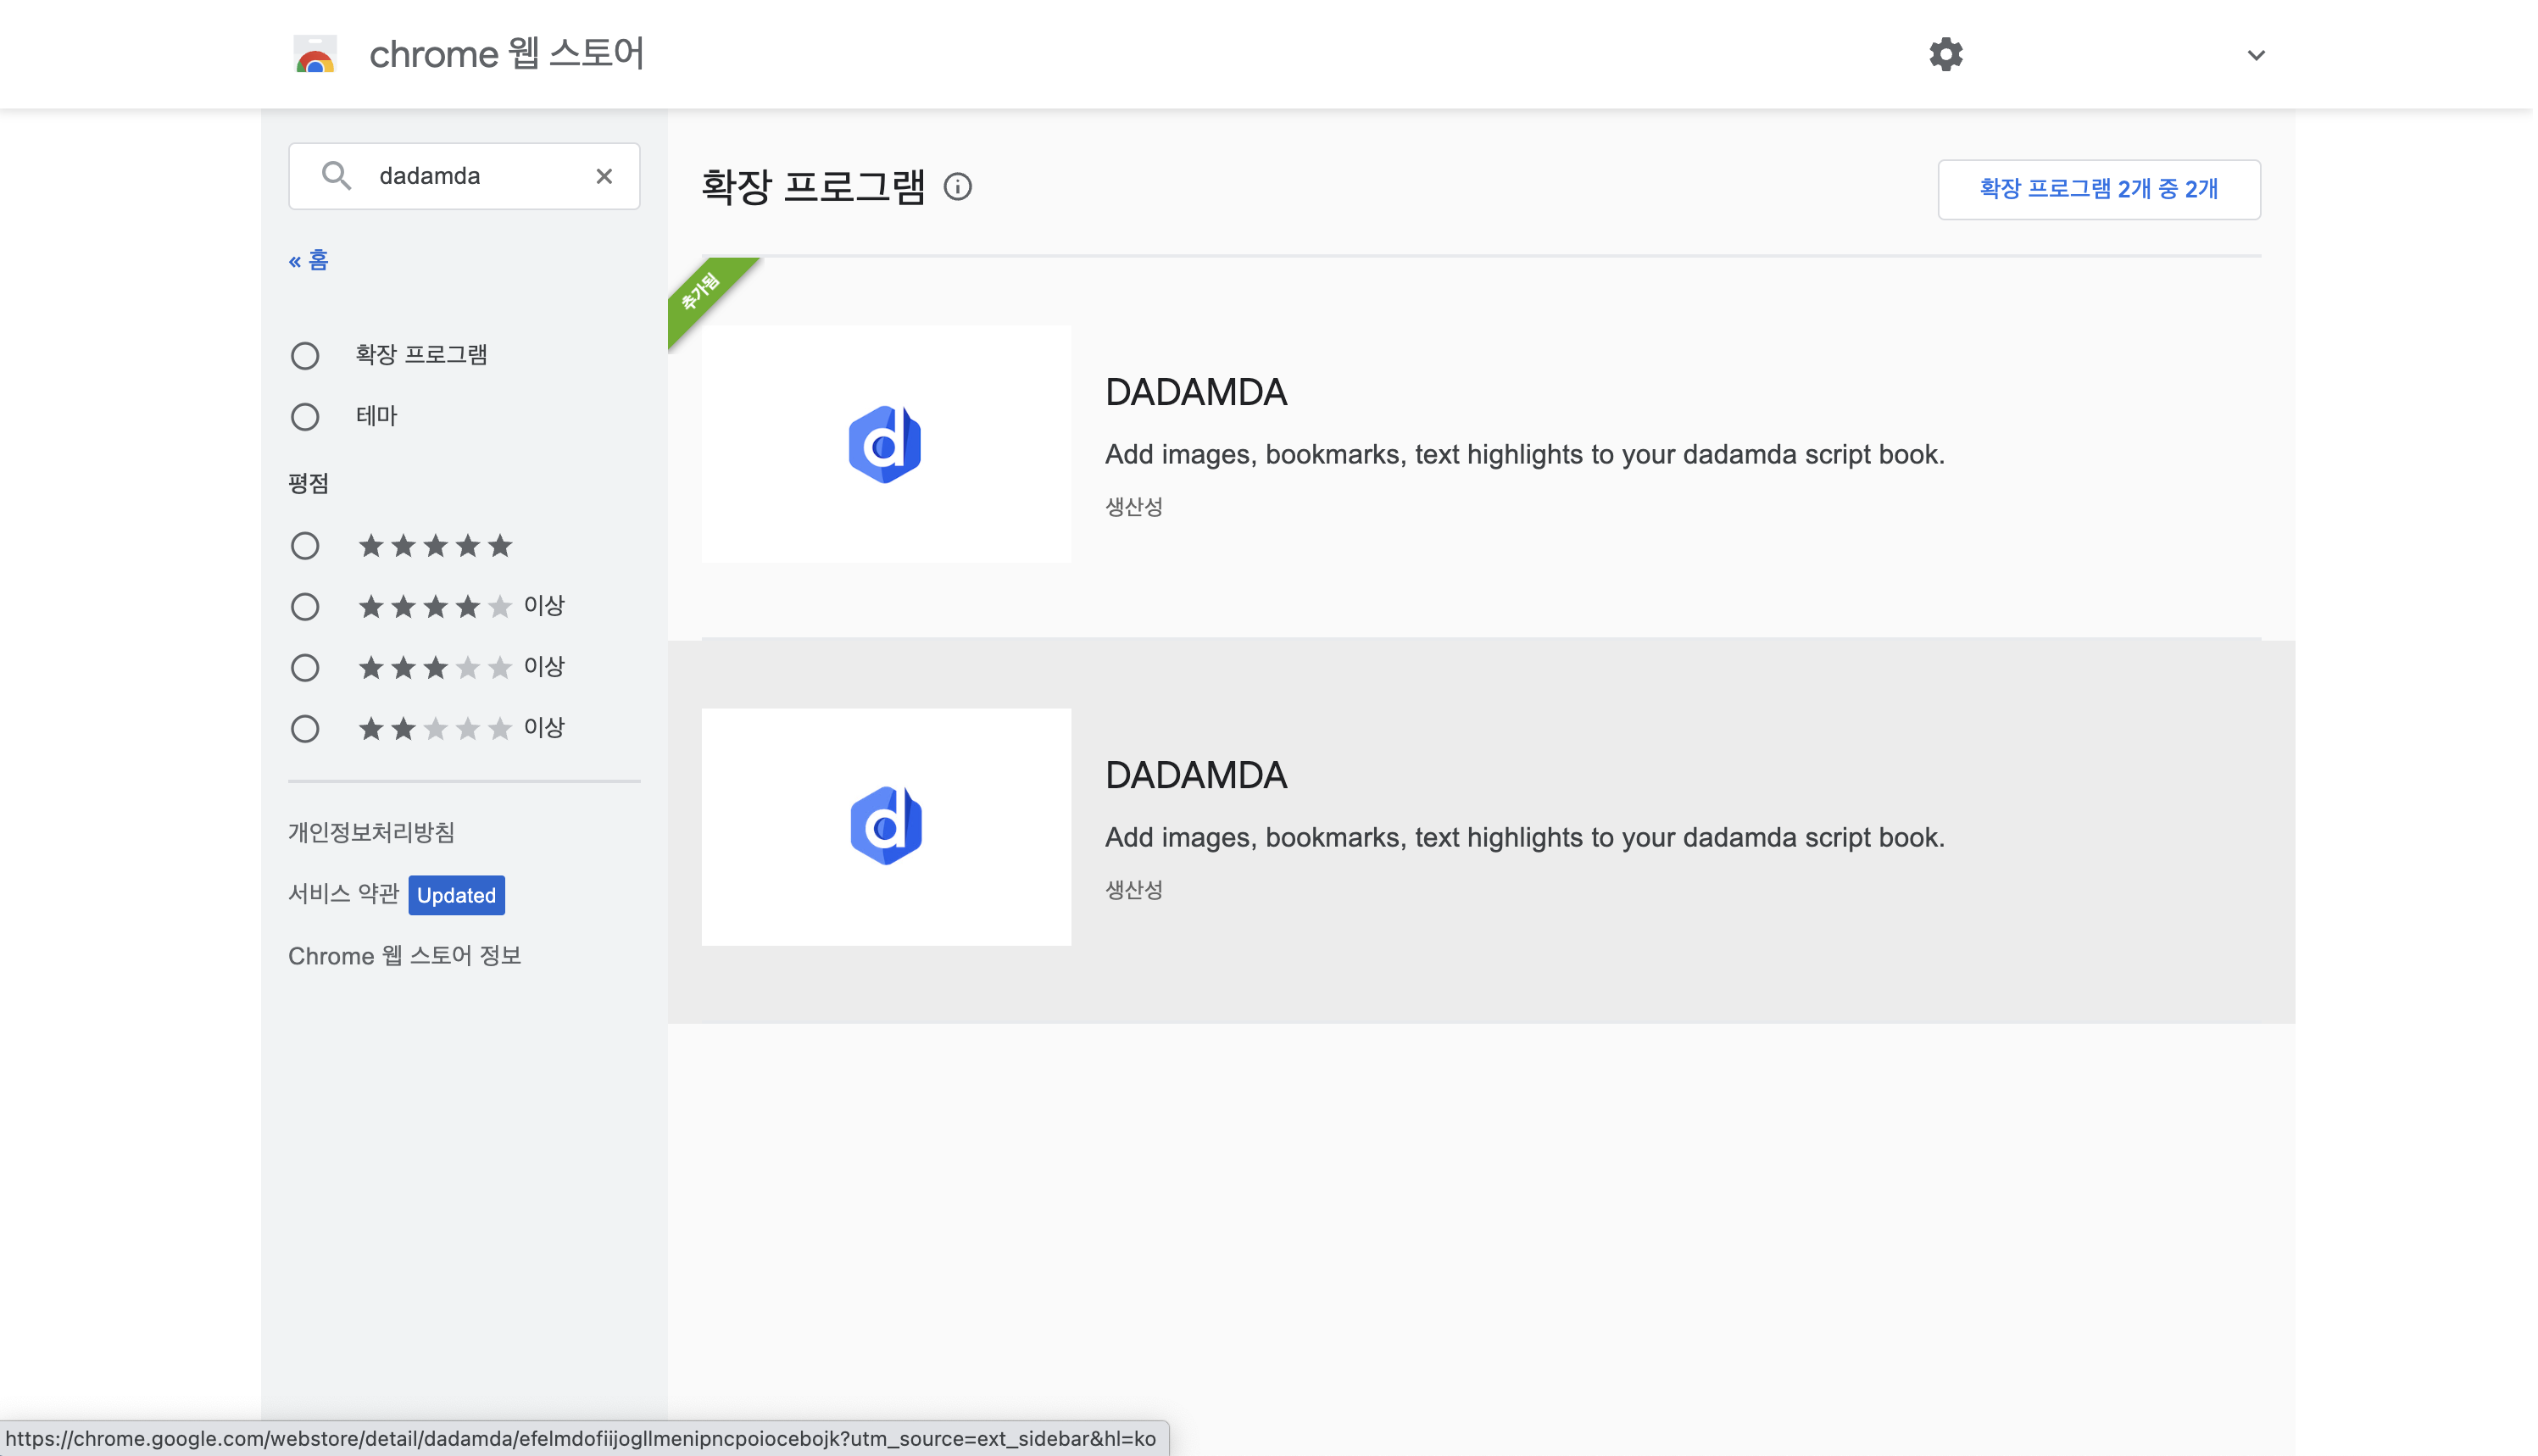 chrome 웹 스토어
dadamda
« 홈
확장 프로그램
테마
평점
이상
이상
이상
개인정보처리방침
서비스 약관 Updated
Chrome 웹 스토어 정보
확장 프로그램
확장 프로그램 2개 중 2개
추가됨
DADAMDA
Add images, bookmarks, text highlights to your dadamda script book.
생산성
DADAMDA
Add images, bookmarks, text highlights to your dadamda script book.
생산성
https://chrome.google.com/webstore/detail/dadamda/efelmdofiijogllmenipncpoiocebojk?utm_source=ext_sidebar&hl=ko